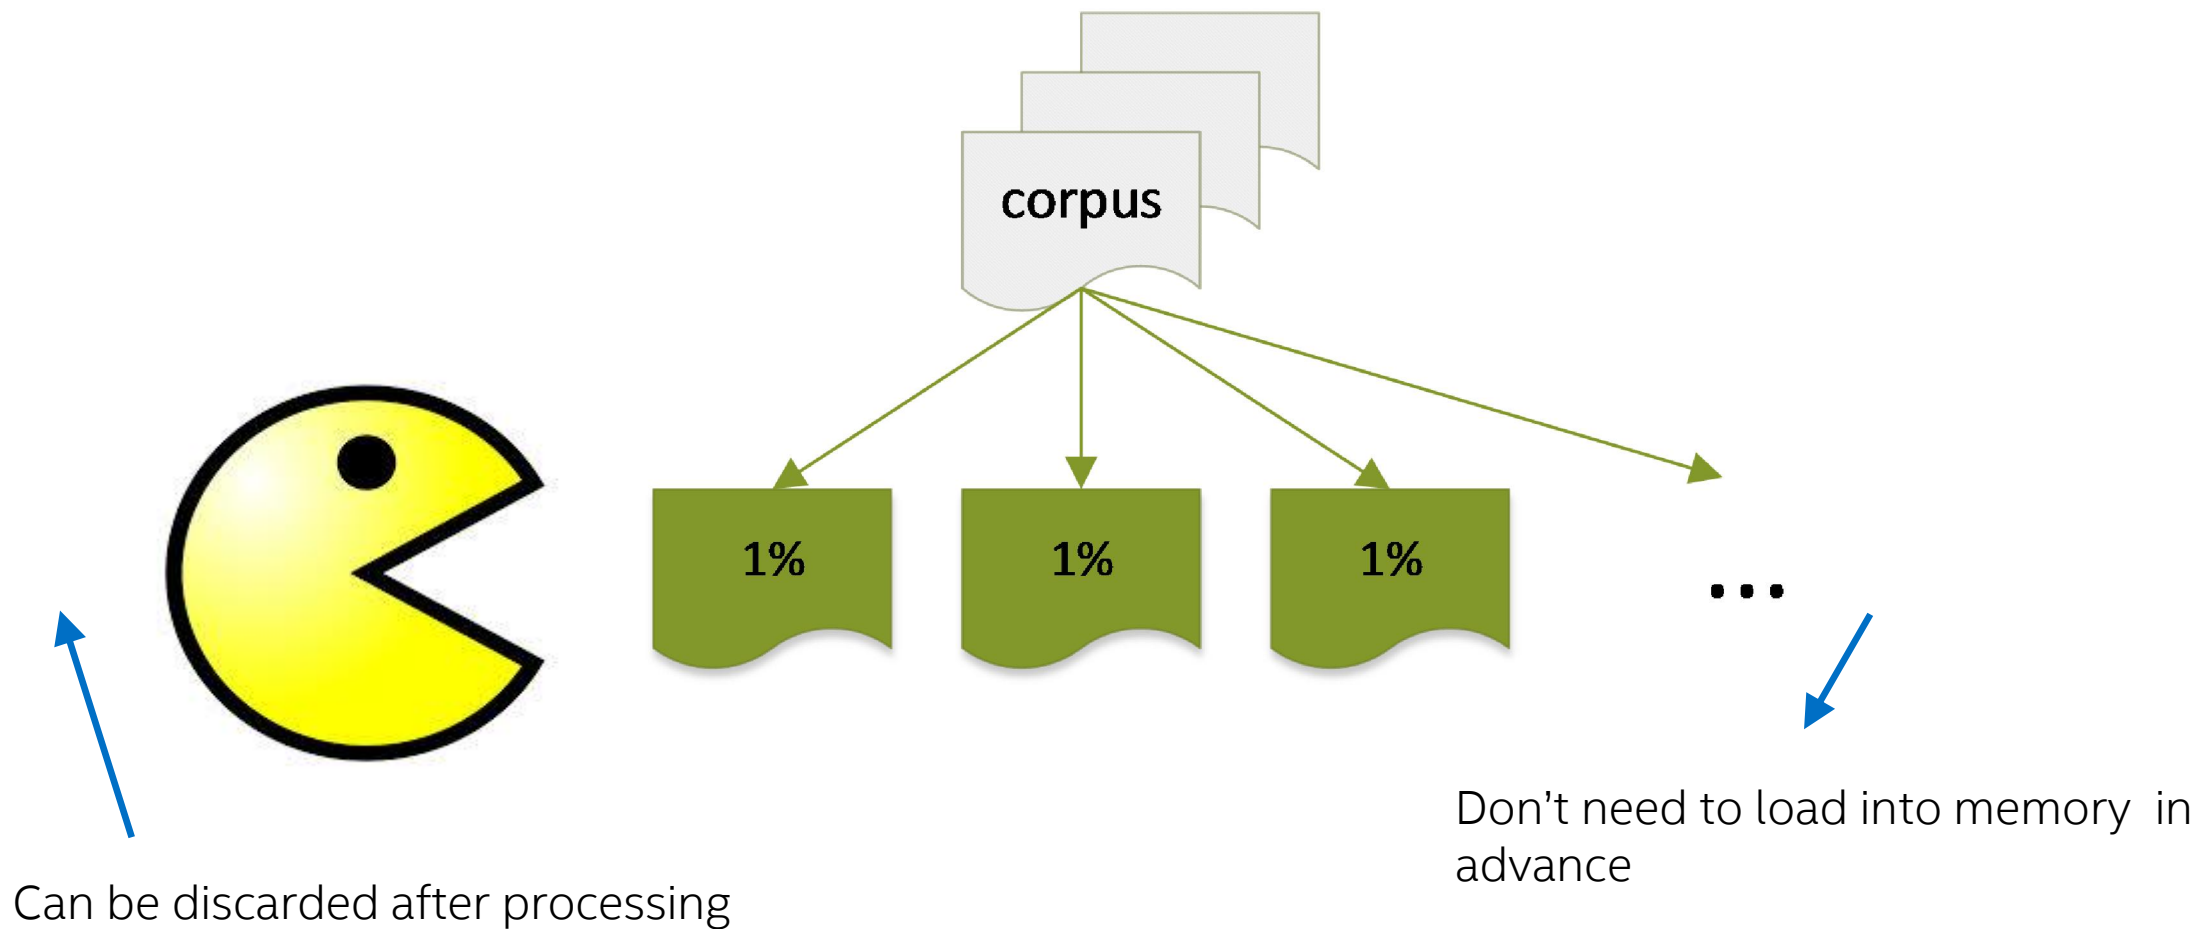 corpus
1%
1%
1%
...
Don’t need to load into memory  in
advance
Can be discarded after processing